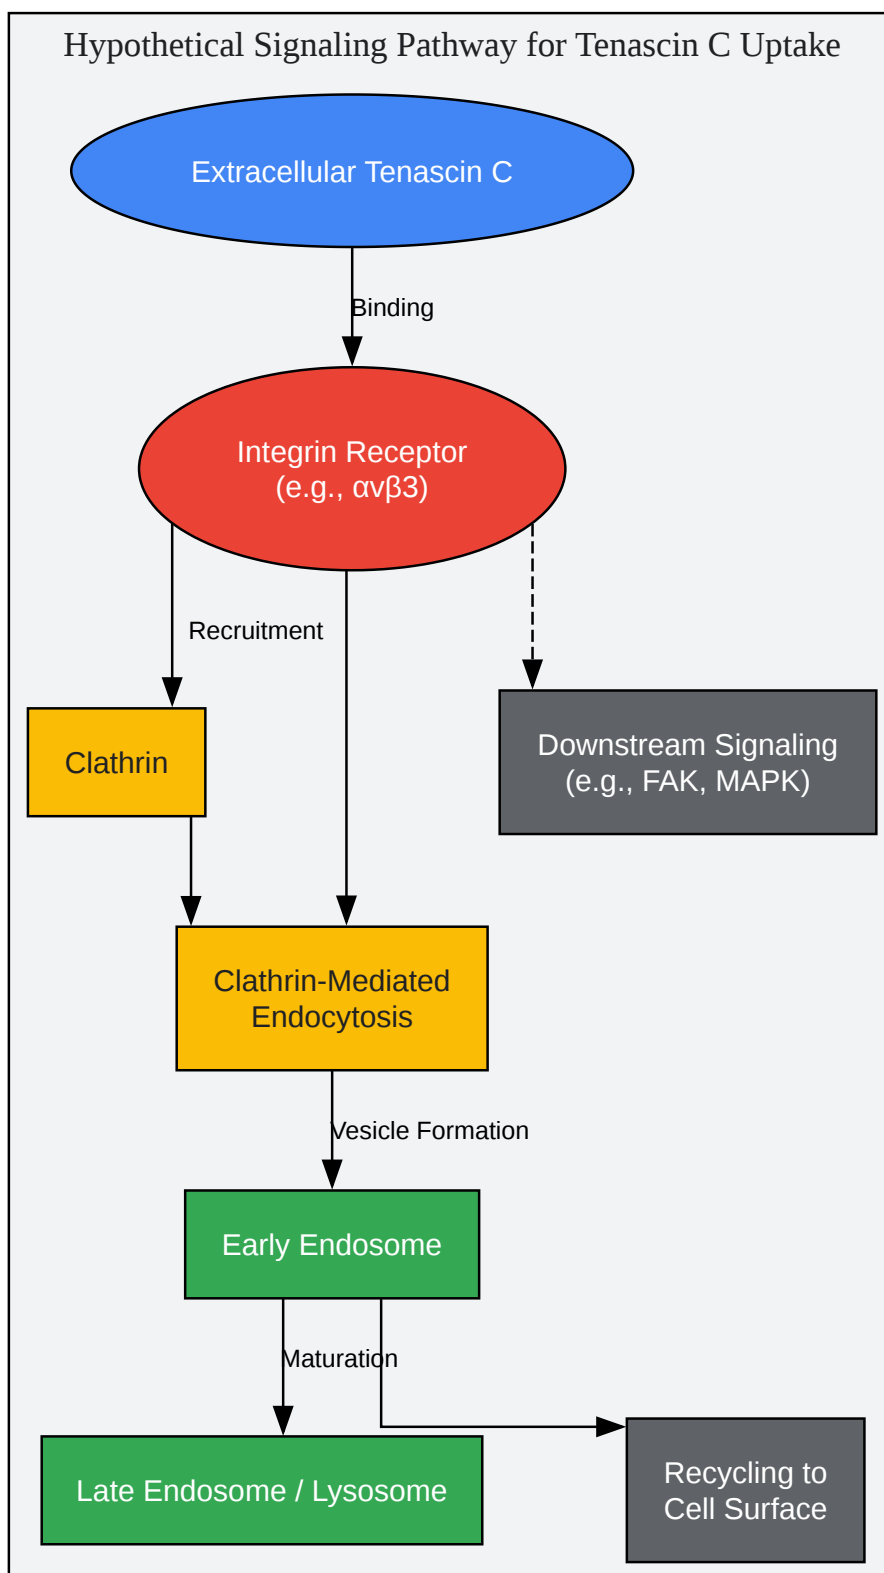 Hypothetical Signaling Pathway for Tenascin C Uptake
Extracellular Tenascin C
Binding
Integrin Receptor
(e.g., αvβ3)
Recruitment
Clathrin
Downstream Signaling
(e.g., FAK, MAPK)
Clathrin-Mediated
Endocytosis
Vesicle Formation
Early Endosome
Maturation
Late Endosome / Lysosome
Recycling to
Cell Surface